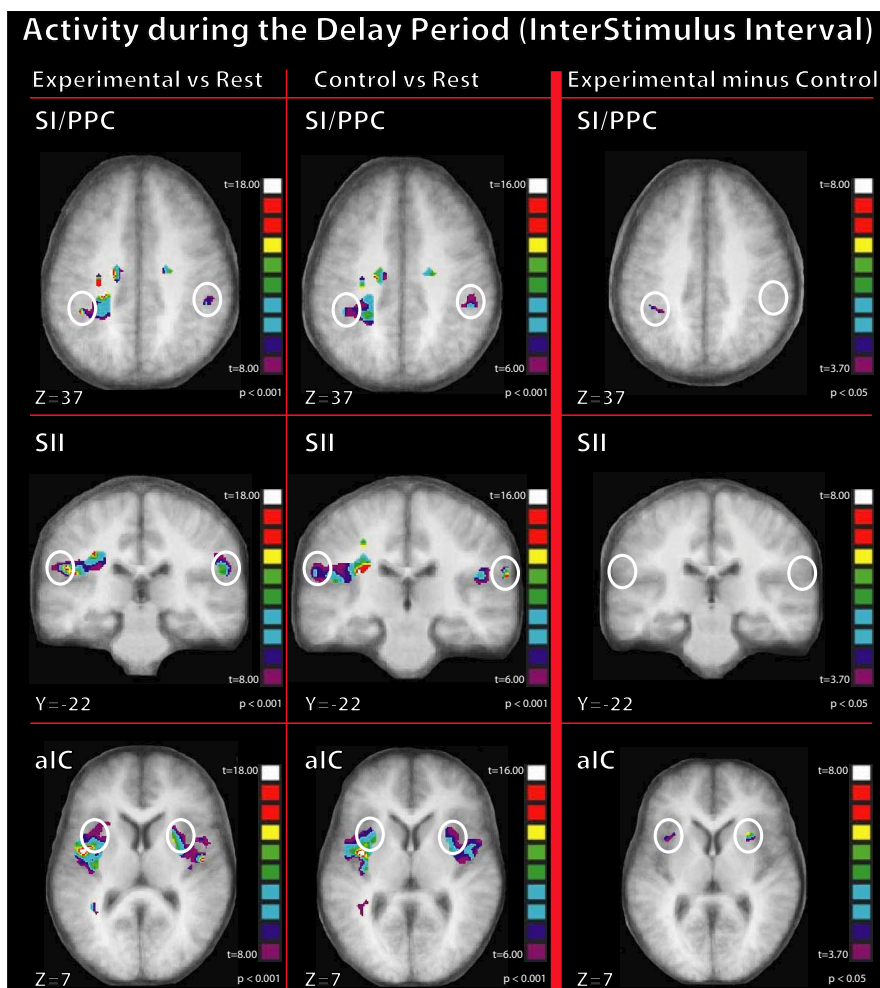 Activity during the Delay Period (InterStimulus Interval)
Experimental vs Rest
Control vs Rest
Experimental minus Control
SI/PPC
t=18.00
t=8.00
Z=37
p < 0.001
SI/PPC
t=16.00
t=6.00
Z=37
p < 0.001
SI/PPC
t=8.00
t=3.70
Z=37
p < 0.05
SII
t=18.00
t=8.00
Y=-22
p < 0.001
SII
t=16.00
t=6.00
Y=-22
p < 0.001
SII
t=8.00
t=3.70
Y=-22
p < 0.05
aIC
t=18.00
t=8.00
Z=7
p < 0.001
aIC
t=16.00
t=6.00
Z=7
p < 0.001
aIC
t=8.00
t=3.70
Z=7
p < 0.05